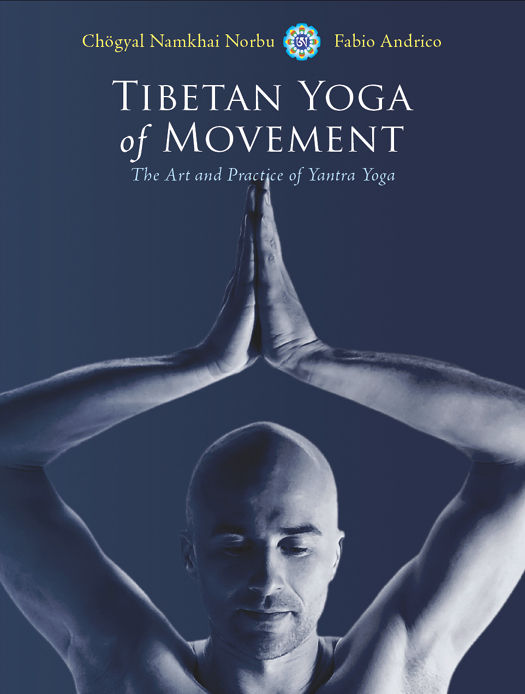 Chögyal Namkhai Norbu Fabio Andrico
TIBETAN YOGA
of MOVEMENT
The Art and Practice of Yantra Yoga